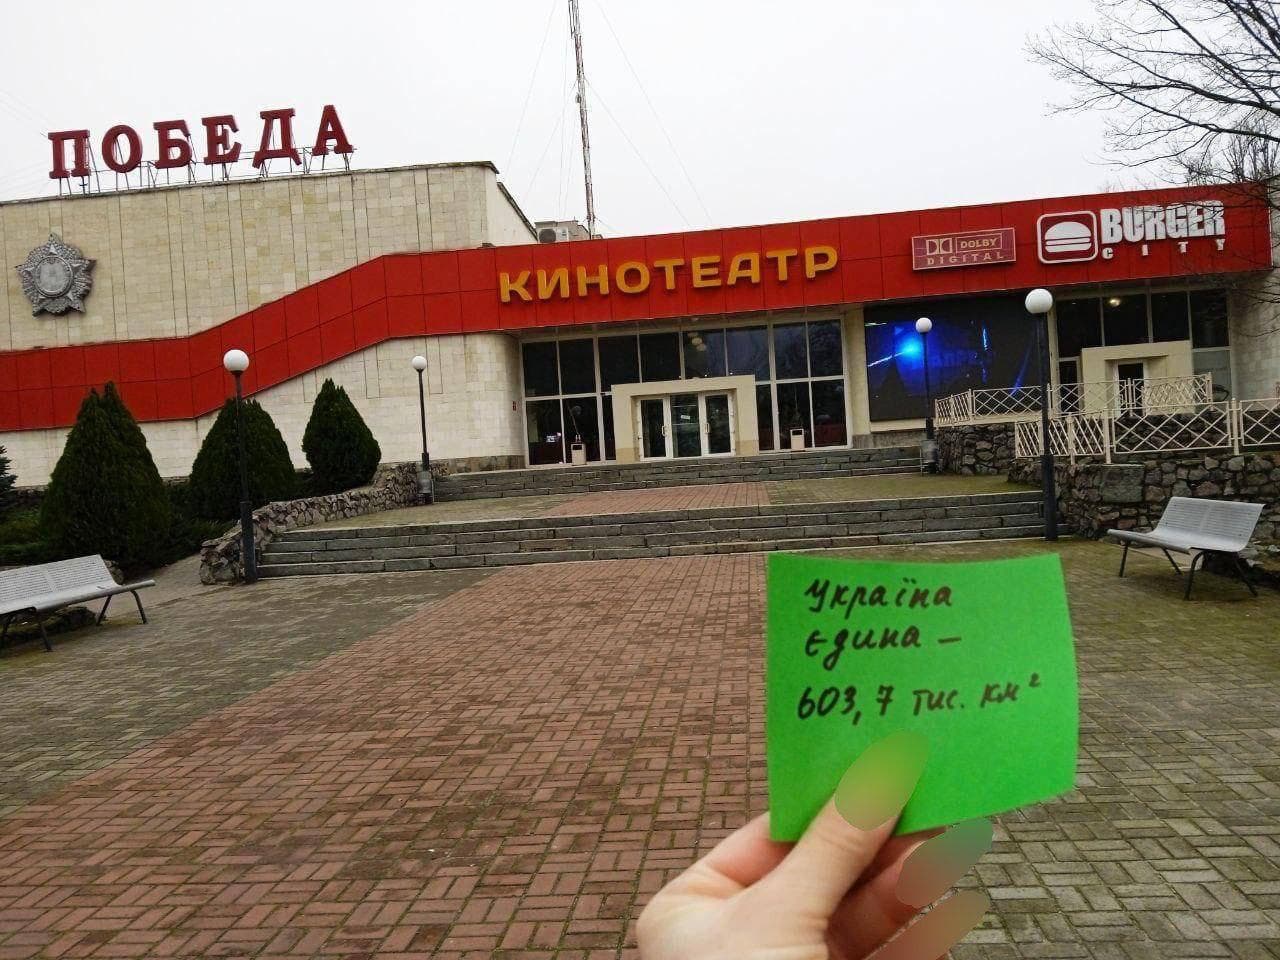 ПОБЕДА
КИНОТЕАТР
DOLBY
DIGITAL
BURGER
CITY
Україна
Єдина –
603,7 тис. км²